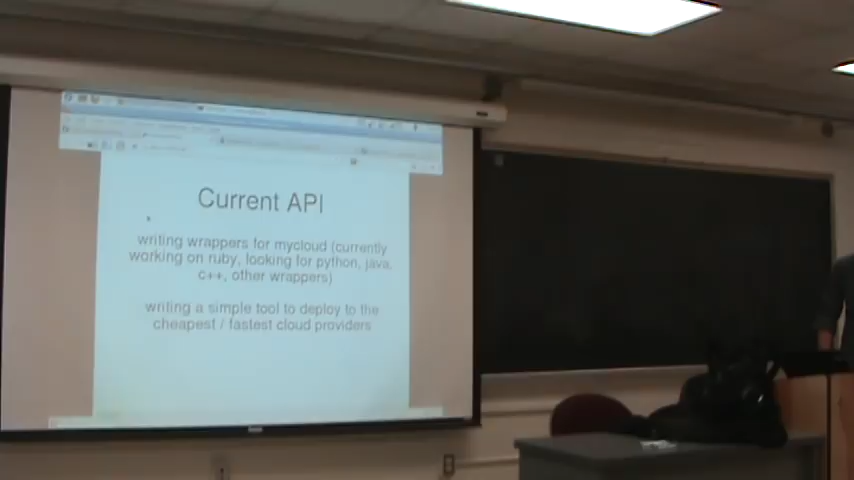 Current API
writing wrappers for mycloud (currently
working on ruby, looking for python, java,
c++, other wrappers)
writing a simple tool to deploy to the
cheapest / fastest cloud providers